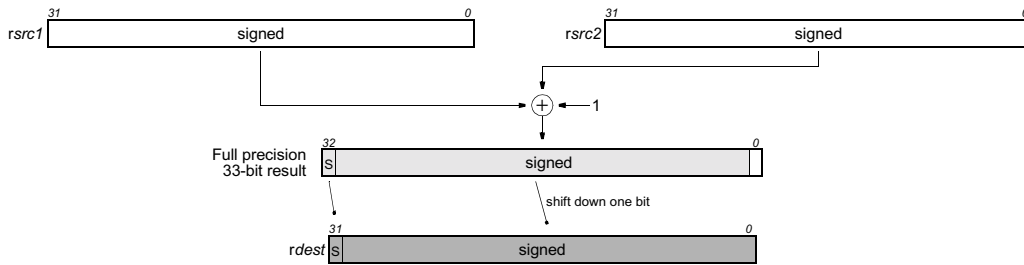 31 0 31 0
rsrc1 signed rsrc2 signed
+ 1
32 0
Full precision
33-bit result
S signed
shift down one bit
31 0
rdest S signed